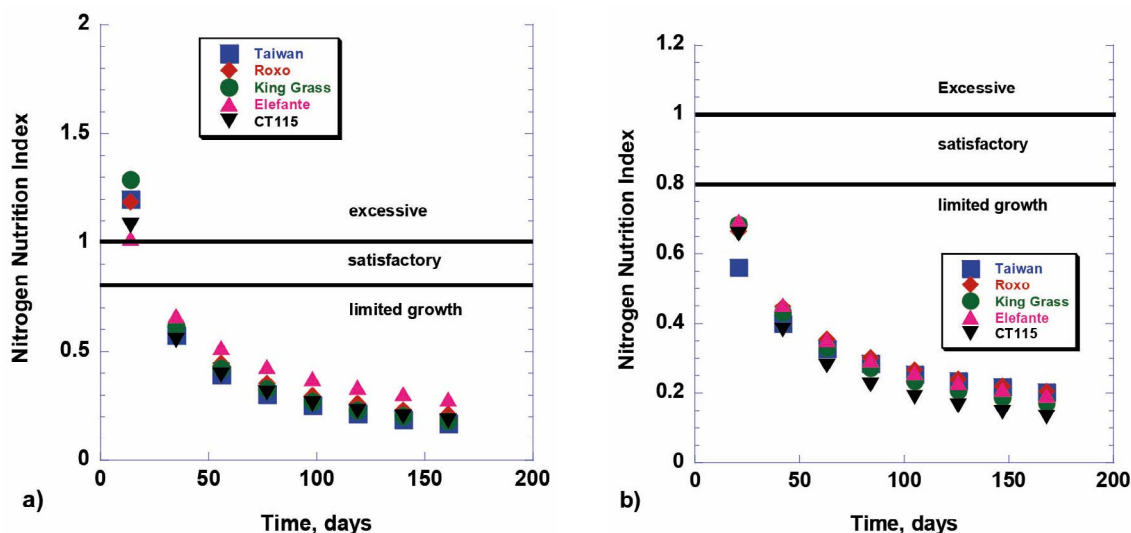 2
1.5
1
0.5
0
Nitrogen Nutrition Index
Taiwan
Roxo
King Grass
Elefante
CT115
excessive
satisfactory
limited growth
0 50 100 150 200
Time, days
a)
1.2
1
0.8
0.6
0.4
0.2
0
Nitrogen Nutrition Index
Excessive
satisfactory
limited growth
Taiwan
Roxo
King Grass
Elefante
CT115
0 50 100 150 200
Time, days
b)